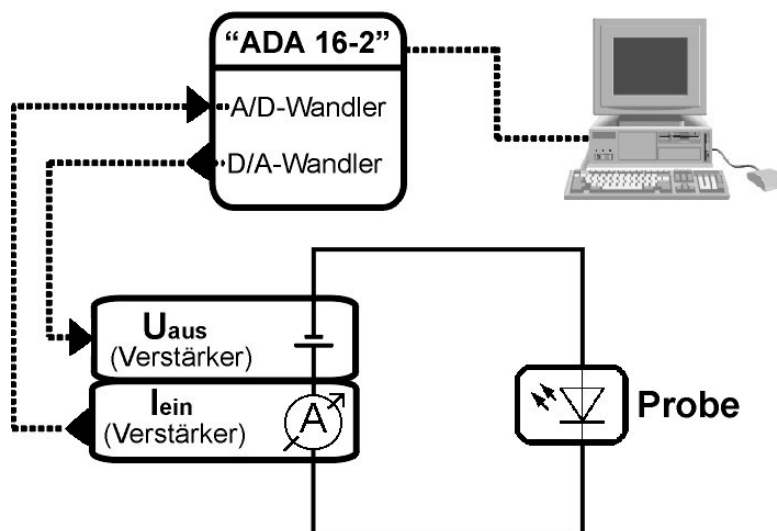 “ADA 16-2”
A/D-Wandler
D/A-Wandler
Uaus
(Verstärker)
Iein
(Verstärker)
A
Probe